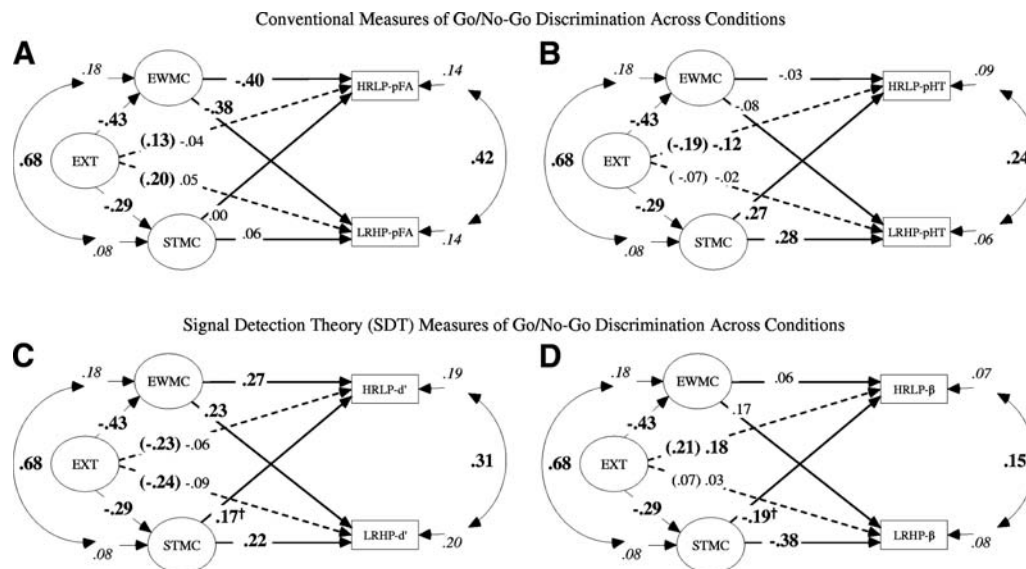 Conventional Measures of Go/No-Go Discrimination Across Conditions
A
.18
EWMC
-.40
HRLP-pFA
.14
-.43
-.38
(.13) -.04
.68
EXT
.42
(.20) .05
-.29
.00
.06
STMC
LRHP-pFA
.14
.08
B
.18
EWMC
-.03
HRLP-pHT
.09
-.43
-.08
(-.19) -.12
.68
EXT
.24
( -.07) -.02
-.29
.27
.28
STMC
LRHP-pHT
.06
.08
Signal Detection Theory (SDT) Measures of Go/No-Go Discrimination Across Conditions
C
.18
EWMC
.27
HRLP-d'
.19
-.43
.23
(-.23) -.06
.68
EXT
.31
(-.24) -.09
-.29
.17†
.22
STMC
LRHP-d'
.20
.08
D
.18
EWMC
.06
HRLP-β
.07
-.43
.17
(.21) .18
.68
EXT
.15
(.07) .03
-.29
-.19†
-.38
STMC
LRHP-β
.08
.08